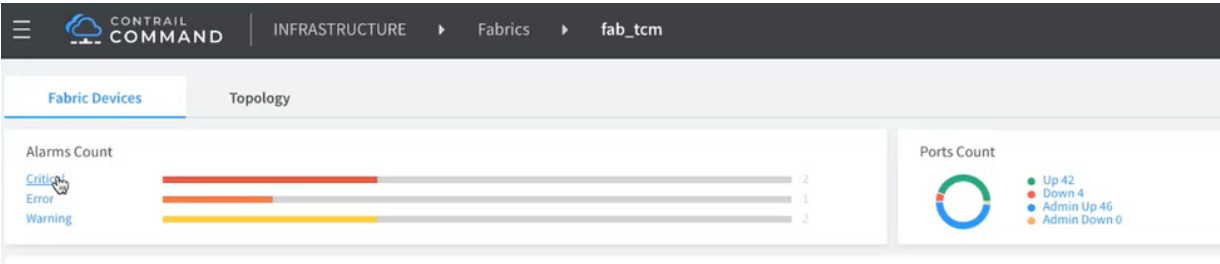 CONTRAIL
COMMAND
INFRASTRUCTURE
Fabrics
fab_tcm
Fabric Devices
Topology
Alarms Count
Critical
2
Error
1
Warning
2
Ports Count
Up 42
Down 4
Admin Up 46
Admin Down 0